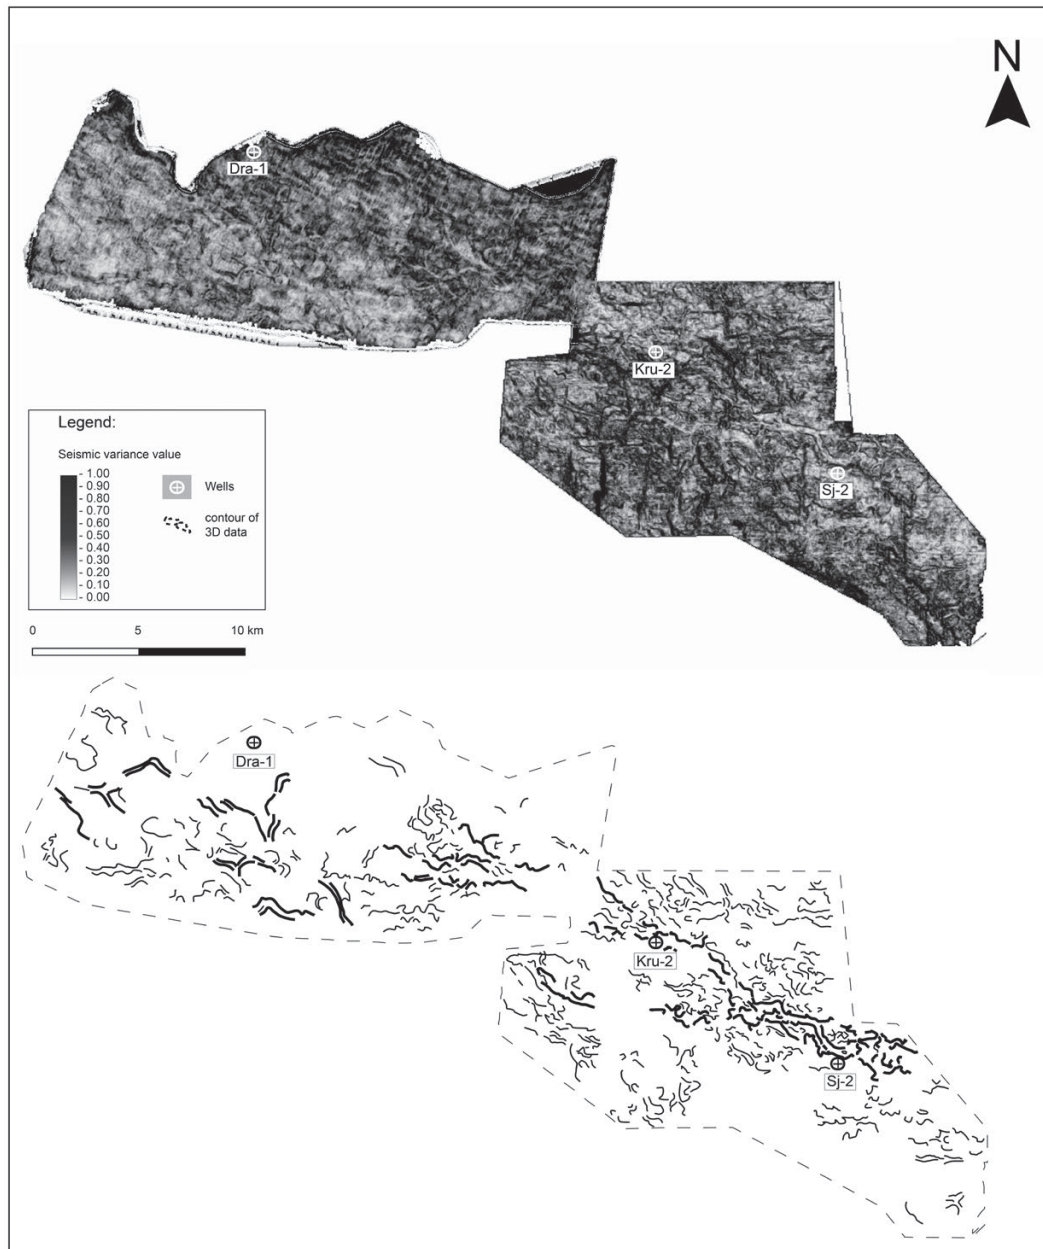 N
Dra-1
Kru-2
Sj-2
Legend:
Seismic variance value
- 1.00
- 0.90
- 0.80
- 0.70
- 0.60
- 0.50
- 0.40
- 0.30
- 0.20
- 0.10
- 0.00
Wells
contour of
3D data
0 5 10 km
Dra-1
Kru-2
Sj-2